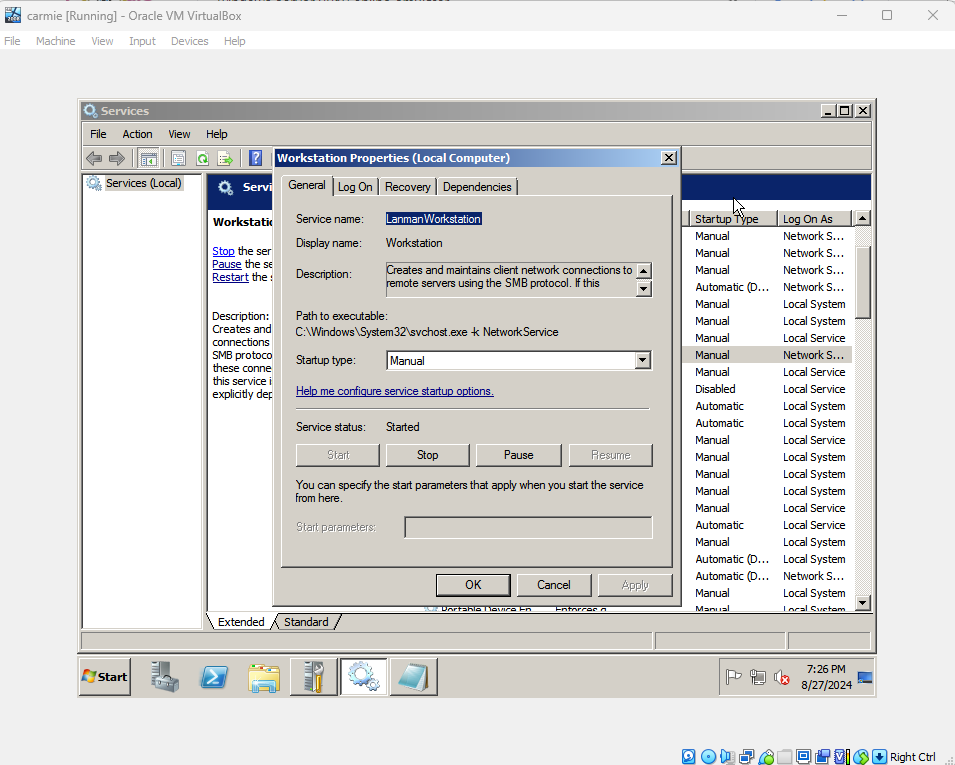 carmie [Running] - Oracle VM VirtualBox
File Machine View Input Devices Help
Services
File Action View Help
Services (Local)
Servi
Workstation Properties (Local Computer)
General Log On Recovery Dependencies
Service name: LanmanWorkstation
Display name: Workstation
Description: Creates and maintains client network connections to
remote servers using the SMB protocol. If this
Path to executable:
C:\Windows\System32\svchost.exe -k NetworkService
Startup type: Manual
Help me configure service startup options.
Service status: Started
Start Stop Pause Resume
You can specify the start parameters that apply when you start the service
from here.
Start parameters:
OK Cancel Apply
Workstatio
Stop the ser
Pause the se
Restart the s
Description:
Creates and
connections
SMB protoco
these conne
this service i
explicitly dep
Startup Type Log On As
Manual Network S...
Manual Network S...
Manual Network S...
Automatic (D... Network S...
Manual Local System
Manual Local System
Manual Local Service
Manual Network S...
Manual Local Service
Disabled Local Service
Automatic Local System
Automatic Local System
Manual Local Service
Manual Local System
Manual Local System
Manual Local System
Manual Local Service
Automatic Local Service
Manual Local System
Automatic (D... Local System
Automatic (D... Network S...
Manual Local System
Manual Local System
Portable Device En... Enforces g...
Extended Standard
Start
7:26 PM
8/27/2024
Right Ctrl